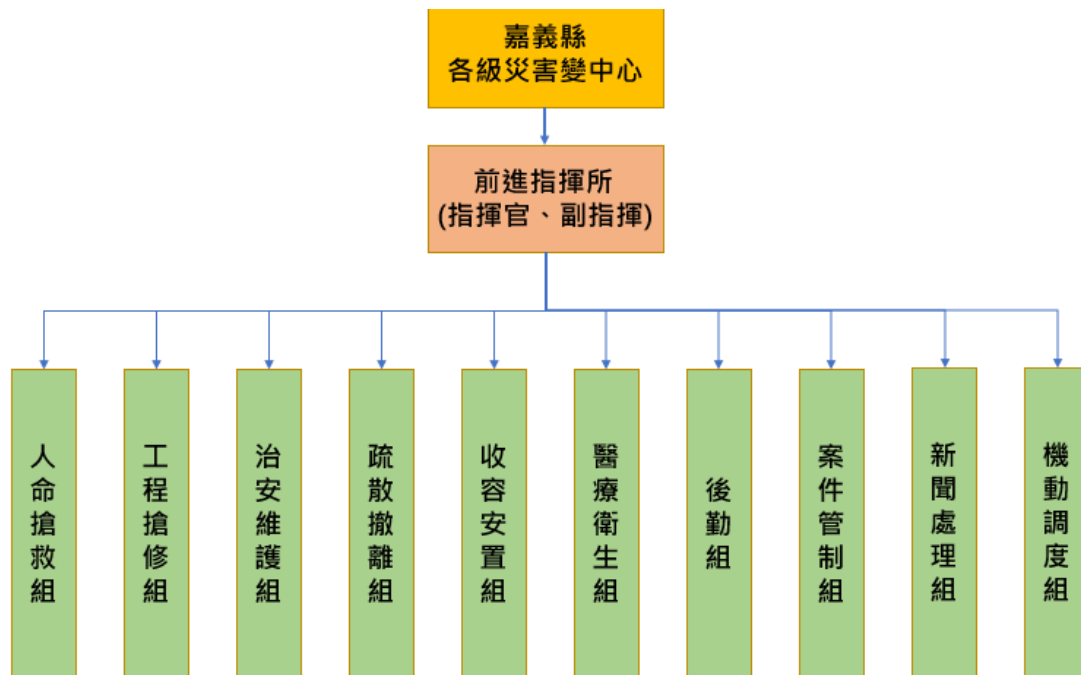 嘉義縣
各級災害變中心
前進指揮所
(指揮官、副指揮)
人命搶救組
工程搶修組
治安維護組
疏散撤離組
收容安置組
醫療衛生組
後勤組
案件管制組
新聞處理組
機動調度組